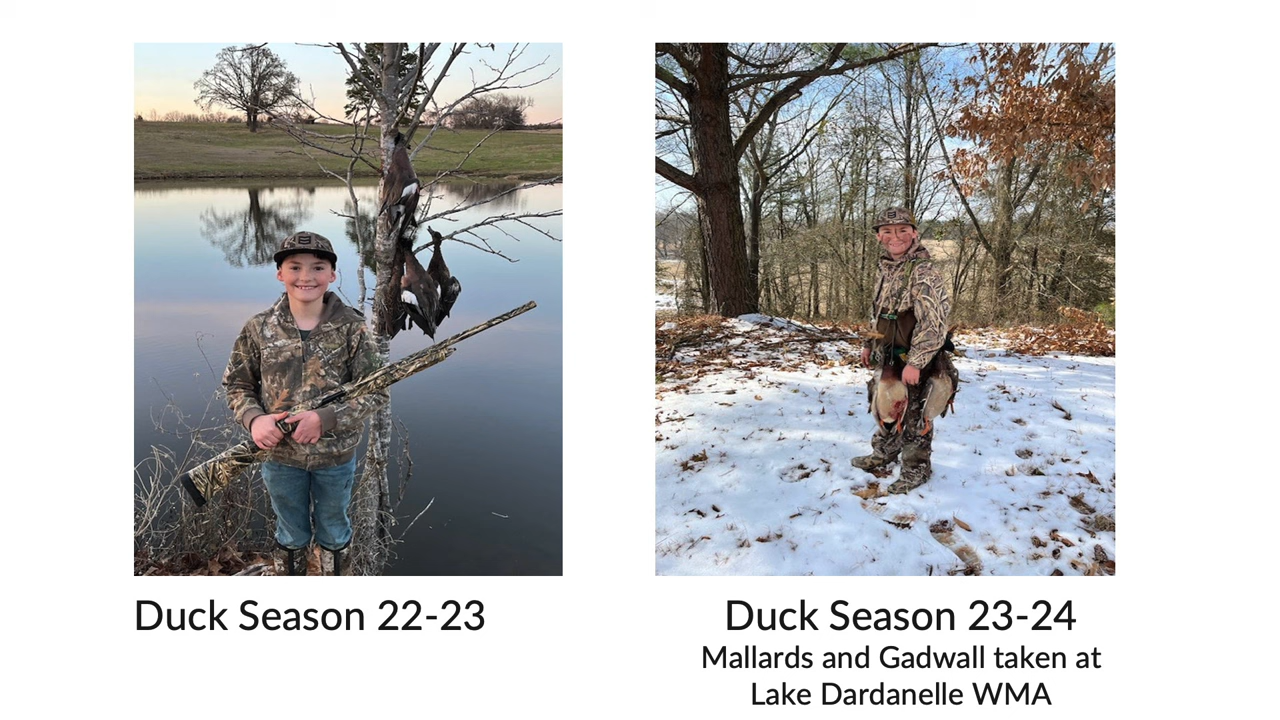 Duck Season 22-23
Duck Season 23-24
Mallards and Gadwall taken at
Lake Dardanelle WMA